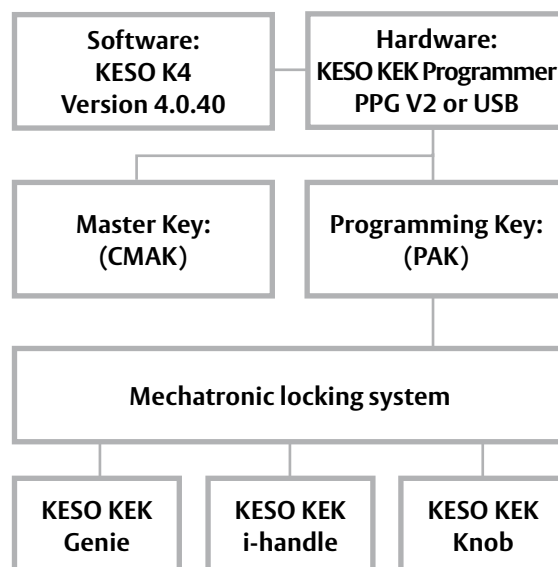 Software:
KESO K4
Version 4.0.40
Hardware:
KESO KEK Programmer
PPG V2 or USB
Master Key:
(CMAK)
Programming Key:
(PAK)
Mechatronic locking system
KESO KEK
Genie
KESO KEK
i-handle
KESO KEK
Knob